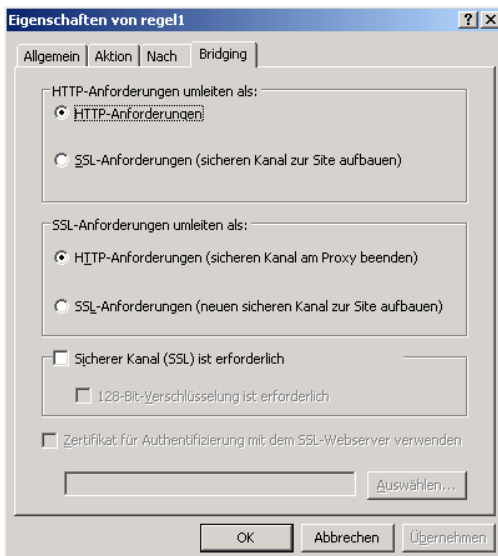 Eigenschaften von regel1
Allgemein Aktion Nach Bridging
HTTP-Anforderungen umleiten als:
HTTP-Anforderungen
SSL-Anforderungen (sicheren Kanal zur Site aufbauen)
SSL-Anforderungen umleiten als:
HTTP-Anforderungen (sicheren Kanal am Proxy beenden)
SSL-Anforderungen (neuen sicheren Kanal zur Site aufbauen)
Sicherer Kanal (SSL) ist erforderlich
128-Bit-Verschlüsselung ist erforderlich
Zertifikat für Authentifizierung mit dem SSL-Webserver verwenden
Auswählen...
OK Abbrechen Übernehmen